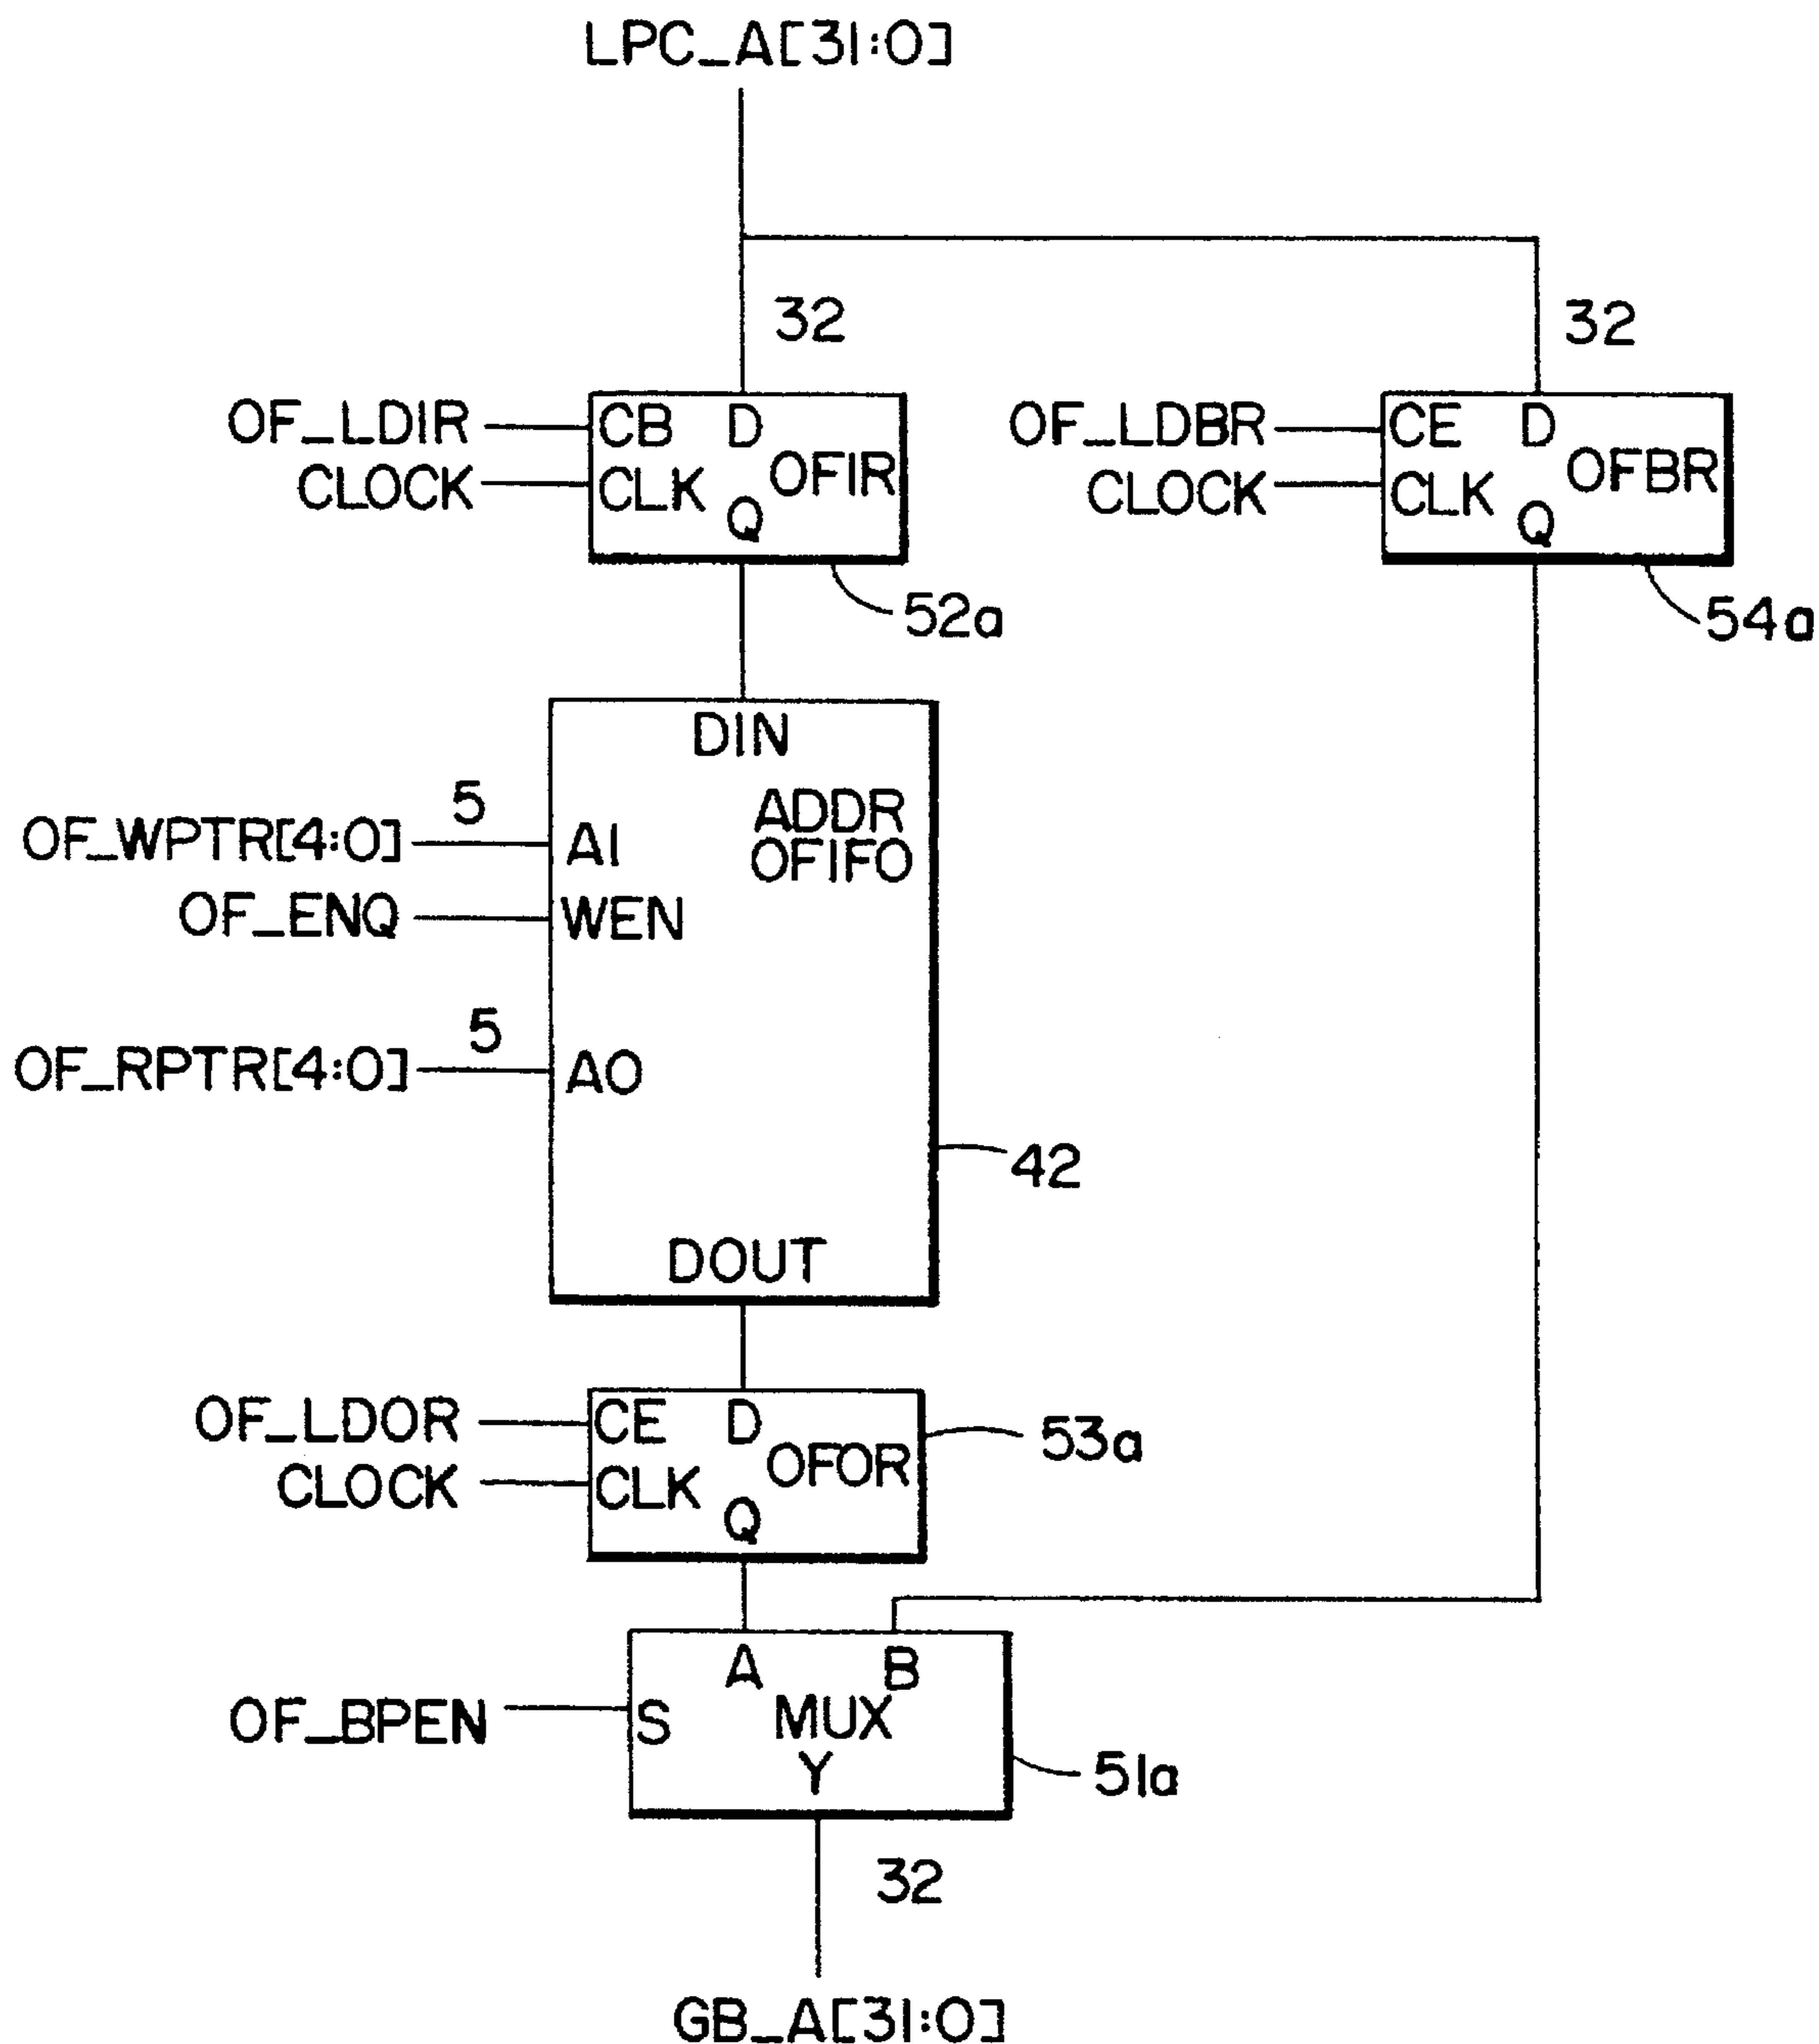 LPC_A[31:0]
32
32
OF_LDIR
CB D
OFIR
CLOCK
CLK
Q
52a
OF_LDBR
CE D
OFBR
CLOCK
CLK
Q
54a
DIN
ADDR
OFIFO
5
OF_WPTR[4:0]
AI
OF_ENQ
WEN
5
OF_RPTR[4:0]
AO
42
DOUT
OF_LDOR
CE D
OFOR
CLOCK
CLK
Q
53a
A B
OF_BPEN
S
MUX
Y
51a
32
GB_A[31:0]